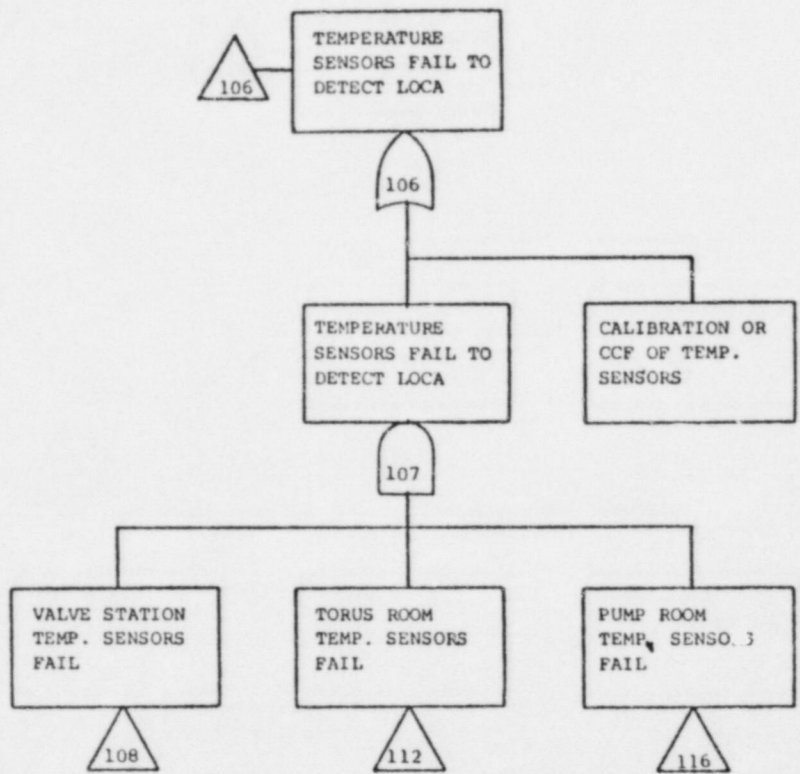 TEMPERATURE
SENSORS FAIL TO
DETECT LOCA
106
106
TEMPERATURE
SENSORS FAIL TO
DETECT LOCA
CALIBRATION OR
CCF OF TEMP.
SENSORS
107
VALVE STATION
TEMP. SENSORS
FAIL
TORUS ROOM
TEMP. SENSORS
FAIL
PUMP ROOM
TEMP.
FAIL
108
112
116